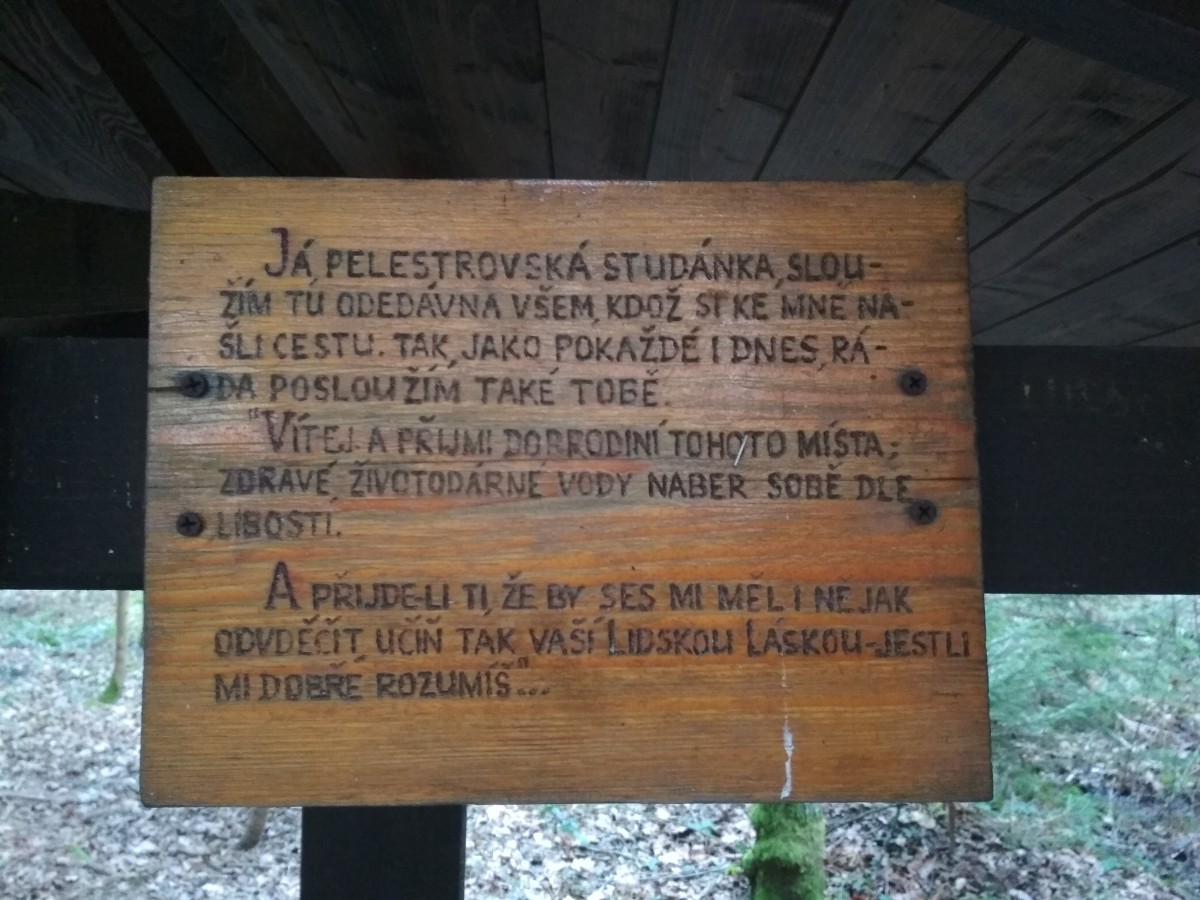 JÁ, PELESTROVSKÁ STUDÁNKA, SLOU-
ŽÍM TU ODEDÁVNA VŠEM, KDOŽ SI KE MNĚ NA-
ŠLI CESTU. TAK, JAKO POKAŽDÉ I DNES, RÁ-
DA POSLOUŽÍM TAKÉ TOBĚ.
"VÍTEJ A PŘIJMI DOBRODINÍ TOHOTO MÍSTA;
ZDRAVÉ, ŽIVOTODÁRNÉ VODY NABER SOBĚ DLE
LIBOSTI.
A PŘIJDE-LI TI, ŽE BY SES MI MĚL I NĚJAK
ODVDĚČIT, UČIŇ TAK VAŠÍ LIDSKOU LÁSKOU-JESTLI
MI DOBŘE ROZUMÍŠ"...